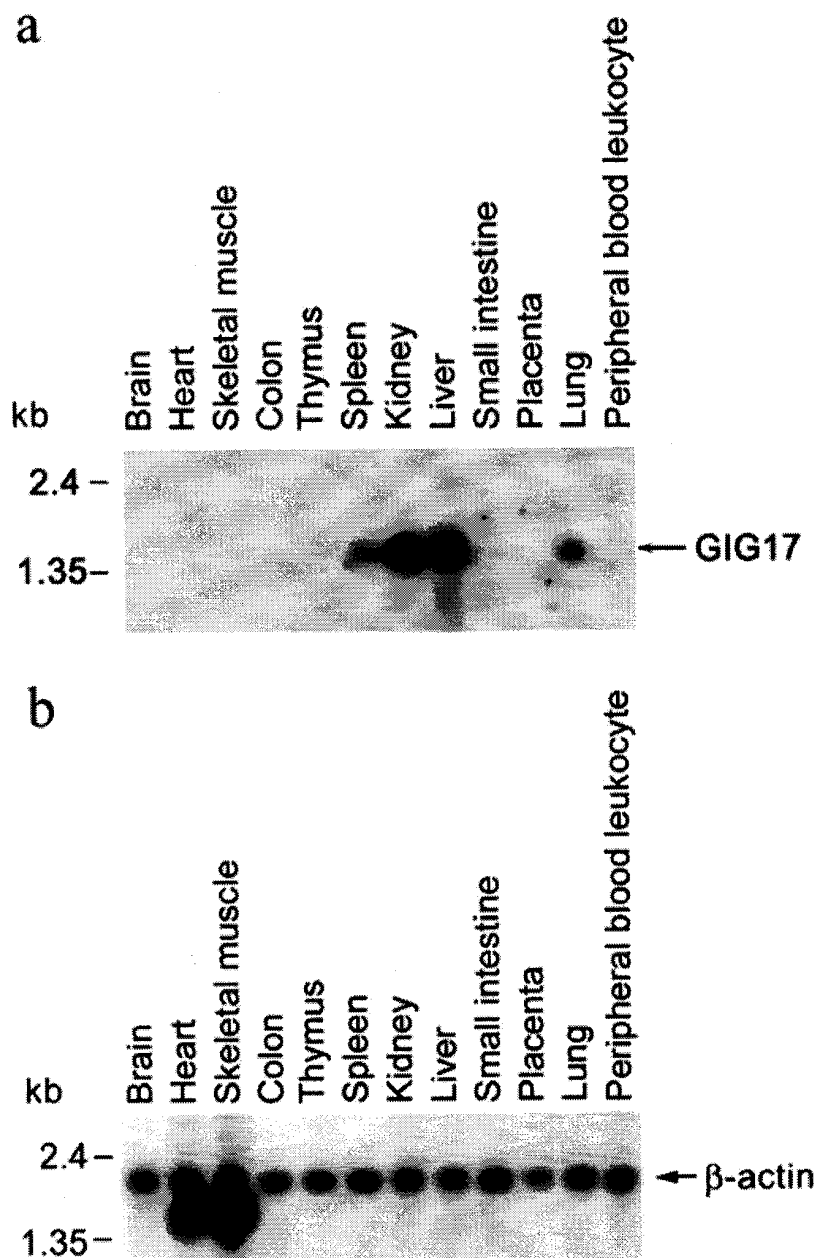 a
kb
Brain
Heart
Skeletal muscle
Colon
Thymus
Spleen
Kidney
Liver
Small intestine
Placenta
Lung
Peripheral blood leukocyte
2.4
1.35
GIG17
b
kb
Brain
Heart
Skeletal muscle
Colon
Thymus
Spleen
Kidney
Liver
Small intestine
Placenta
Lung
Peripheral blood leukocyte
2.4
1.35
β-actin